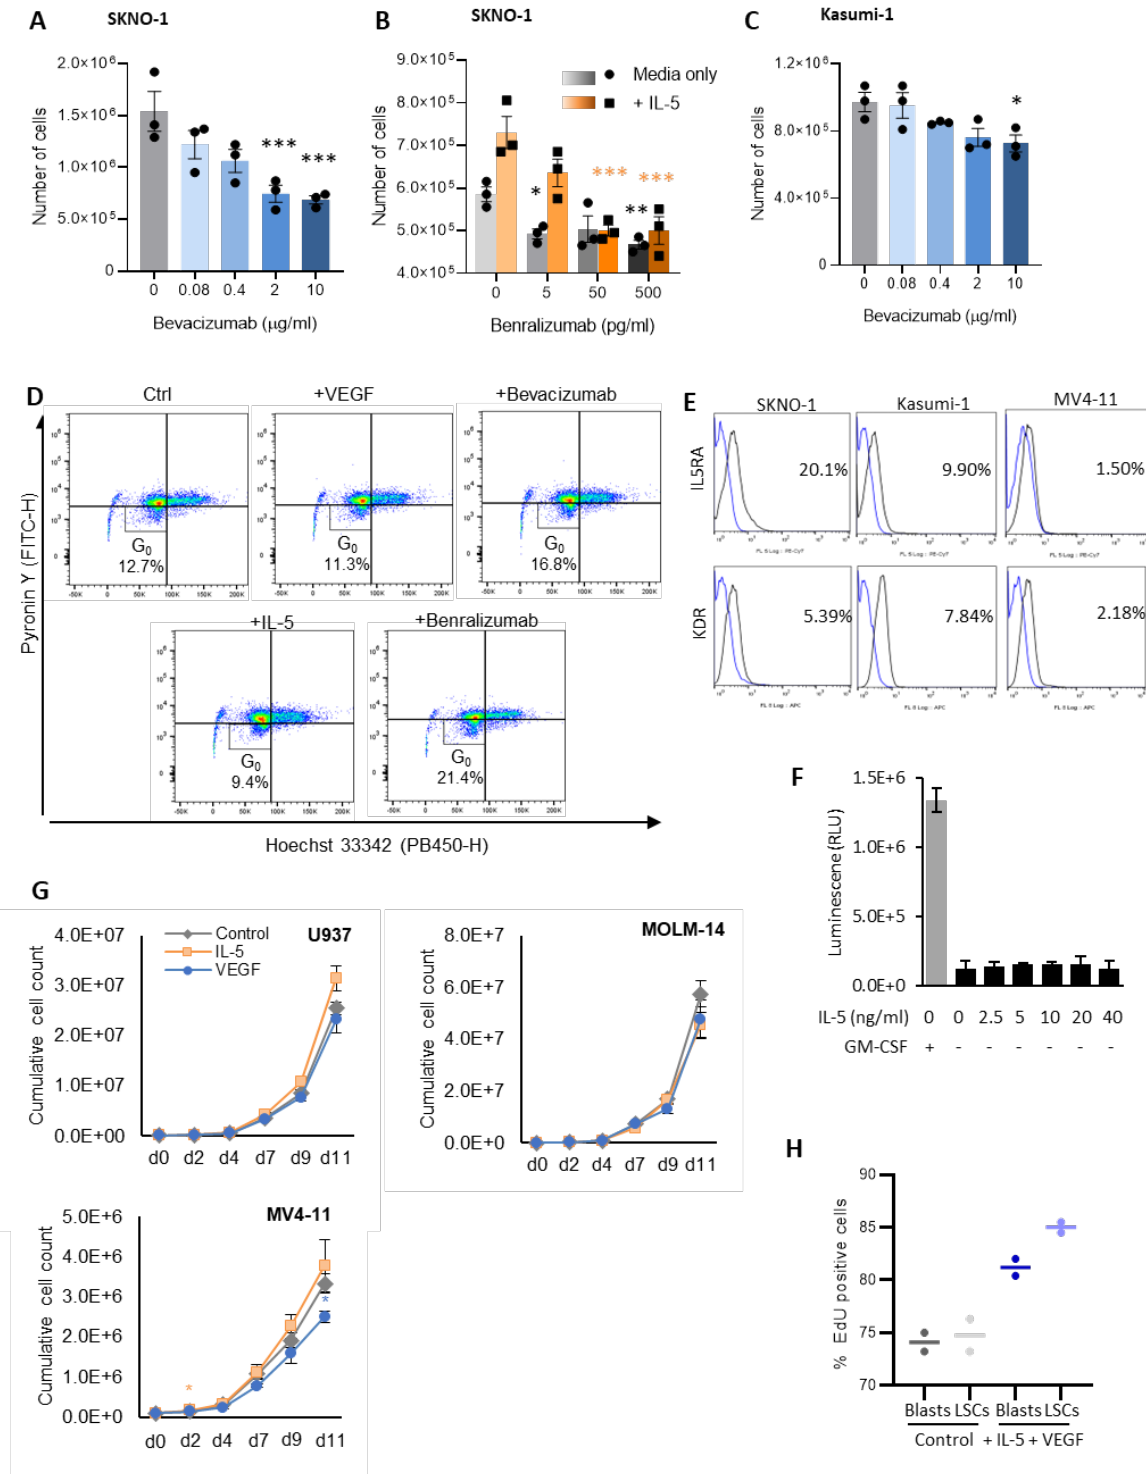 A SKNO-1
Number of cells
2.0×10⁶
1.5×10⁶
1.0×10⁶
5.0×10⁵
0
*** ***
0 0.08 0.4 2 10
Bevacizumab (μg/ml)
B SKNO-1
Number of cells
9.0×10⁵
8.0×10⁵
7.0×10⁵
6.0×10⁵
5.0×10⁵
4.0×10⁵
Media only
+ IL-5
* *** ** ***
0 5 50 500
Benralizumab (pg/ml)
C Kasumi-1
Number of cells
1.2×10⁶
8.0×10⁵
4.0×10⁵
0
*
0 0.08 0.4 2 10
Bevacizumab (μg/ml)
D
Pyronin Y (FITC-H)
Ctrl
G₀
12.7%
+VEGF
G₀
11.3%
+Bevacizumab
G₀
16.8%
+IL-5
G₀
9.4%
+Benralizumab
G₀
21.4%
Hoechst 33342 (PB450-H)
E
SKNO-1 Kasumi-1 MV4-11
IL5RA
20.1% 9.90% 1.50%
KDR
5.39% 7.84% 2.18%
F
Luminescene (RLU)
1.5E+6
1.0E+6
5.0E+5
0.0E+0
IL-5 (ng/ml) 0 0 2.5 5 10 20 40
GM-CSF + - - - - - -
G
Cumulative cell count
U937
Control
IL-5
VEGF
4.0E+07
3.0E+07
2.0E+07
1.0E+07
0.0E+00
d0 d2 d4 d7 d9 d11
MOLM-14
Cumulative cell count
8.0E+7
6.0E+7
4.0E+7
2.0E+7
0.0E+0
d0 d2 d4 d7 d9 d11
MV4-11
Cumulative cell count
5.0E+6
4.0E+6
3.0E+6
2.0E+6
1.0E+6
0.0E+0
* *
d0 d2 d4 d7 d9 d11
H
% EdU positive cells
90
85
80
75
70
Blasts LSCs Blasts LSCs
Control + IL-5 + VEGF